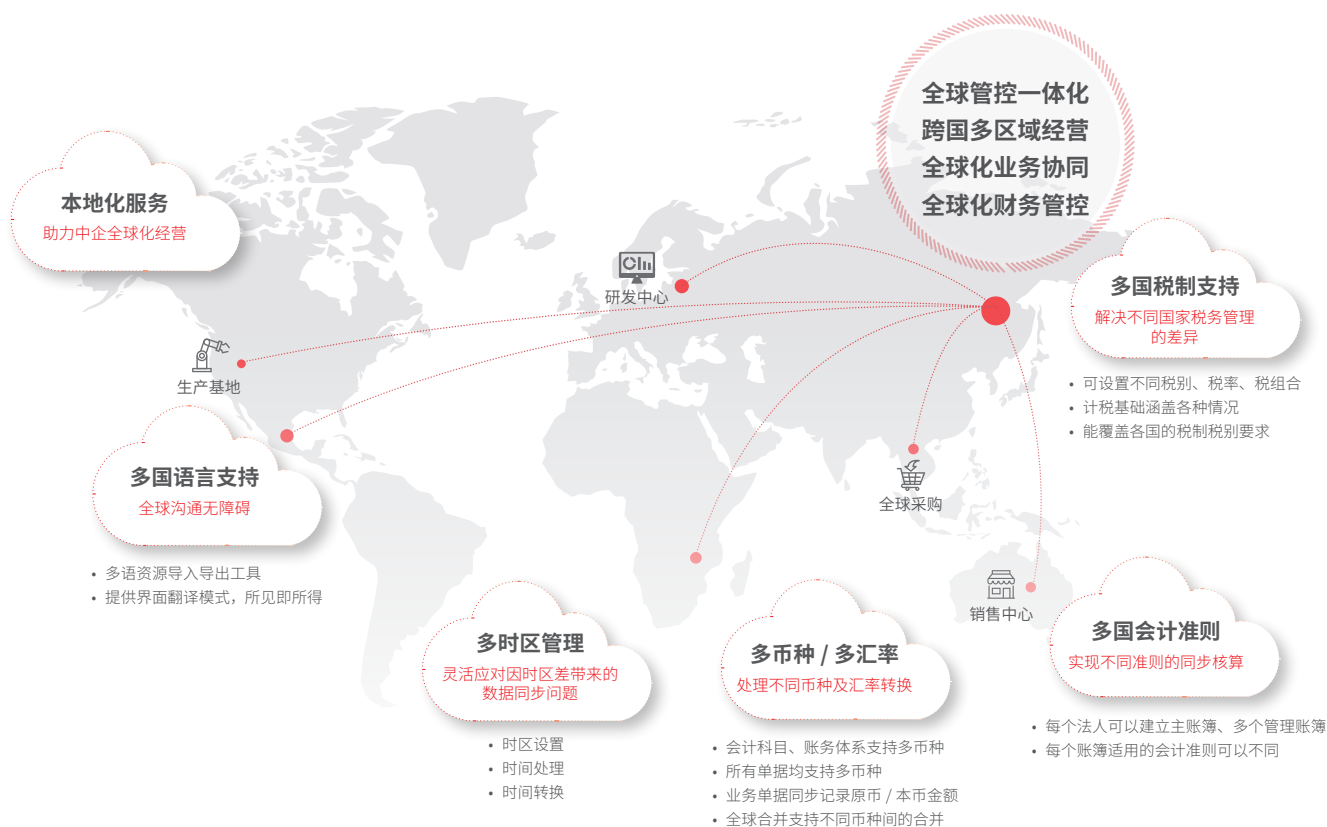 全球管控一体化
跨国多区域经营
全球化业务协同
全球化财务管控
本地化服务
助力中企全球化经营
研发中心
多国税制支持
解决不同国家税务管理
的差异
• 可设置不同税别、税率、税组合
• 计税基础涵盖各种情况
• 能覆盖各国的税制税别要求
生产基地
多国语言支持
全球沟通无障碍
• 多语资源导入导出工具
• 提供界面翻译模式，所见即所得
全球采购
销售中心
多时区管理
灵活应对因时区差带来的
数据同步问题
• 时区设置
• 时间处理
• 时间转换
多币种 / 多汇率
处理不同币种及汇率转换
• 会计科目、账务体系支持多币种
• 所有单据均支持多币种
• 业务单据同步记录原币 / 本币金额
• 全球合并支持不同币种间的合并
多国会计准则
实现不同准则的同步核算
• 每个法人可以建立主账簿、多个管理账簿
• 每个账簿适用的会计准则可以不同